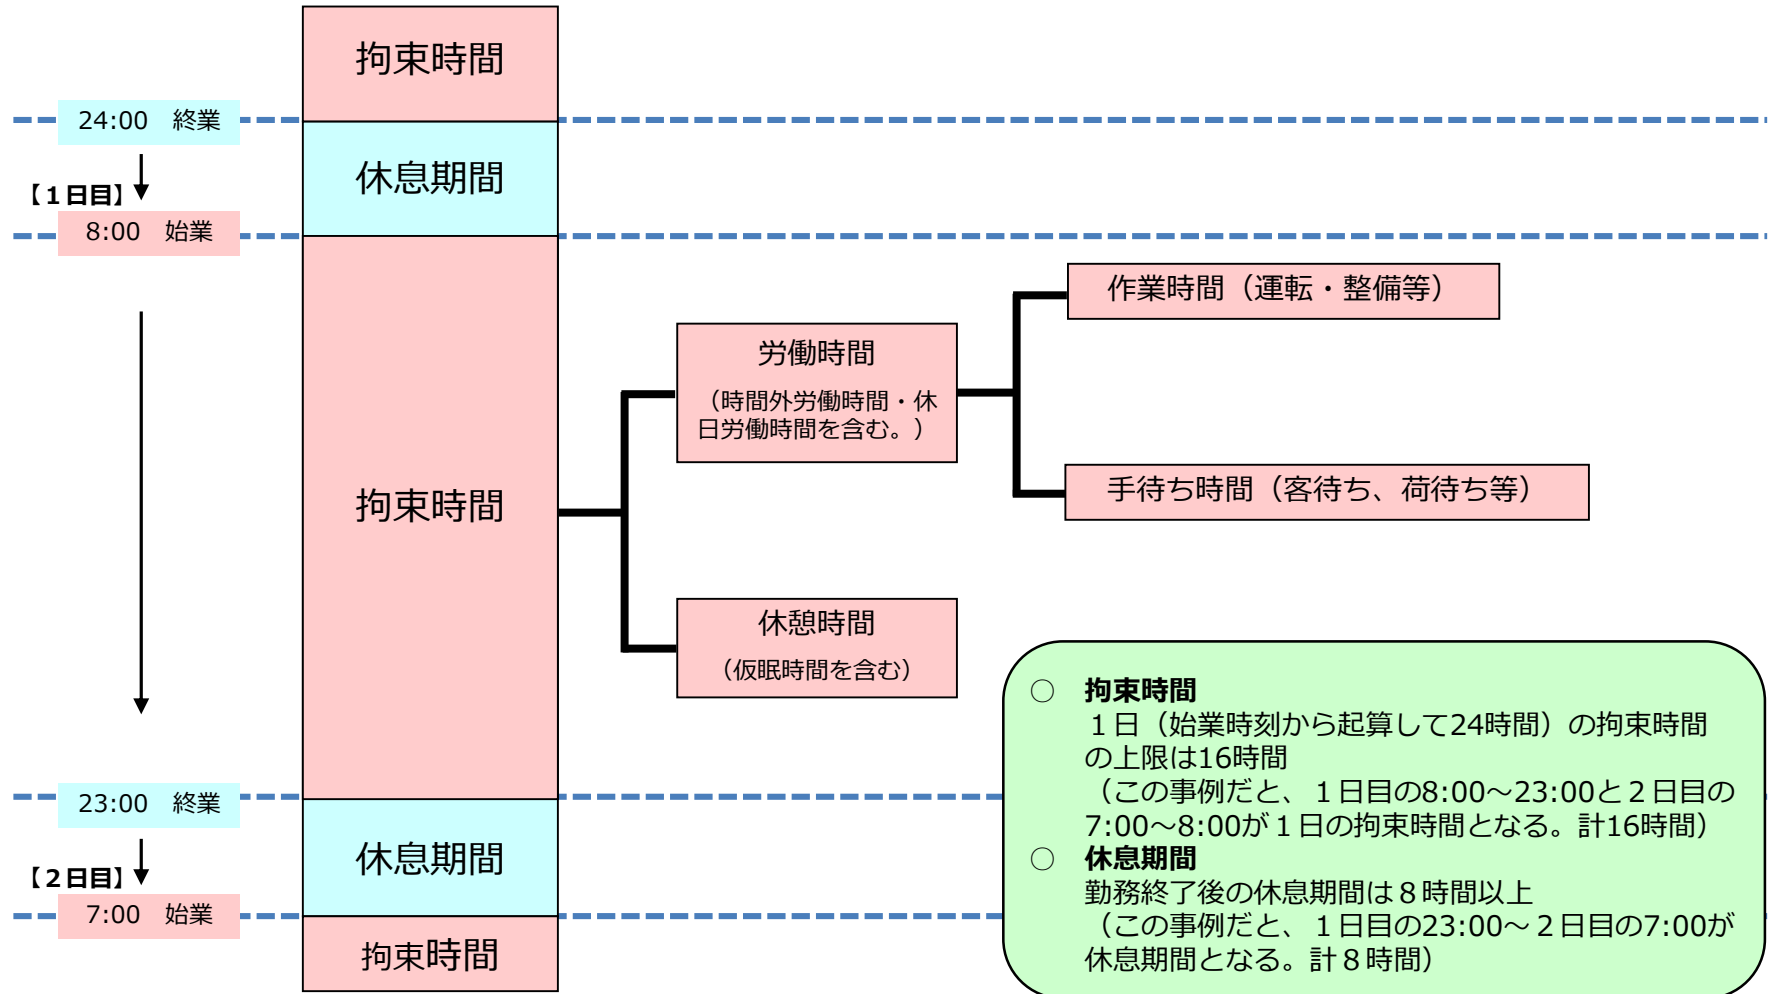 拘束時間
24:00　終業
休息期間
【１日目】
8:00　始業
作業時間（運転・整備等）
労働時間
（時間外労働時間・休
日労働時間を含む。）
手待ち時間（客待ち、荷待ち等）
拘束時間
休憩時間
（仮眠時間を含む）
23:00　終業
休息期間
【２日目】
7:00　始業
拘束時間
○　拘束時間
１日（始業時刻から起算して24時間）の拘束時間
の上限は16時間
（この事例だと、１日目の8:00～23:00と２日目の
7:00～8:00が１日の拘束時間となる。計16時間）
○　休息期間
勤務終了後の休息期間は８時間以上
（この事例だと、１日目の23:00～２日目の7:00が
休息期間となる。計８時間）